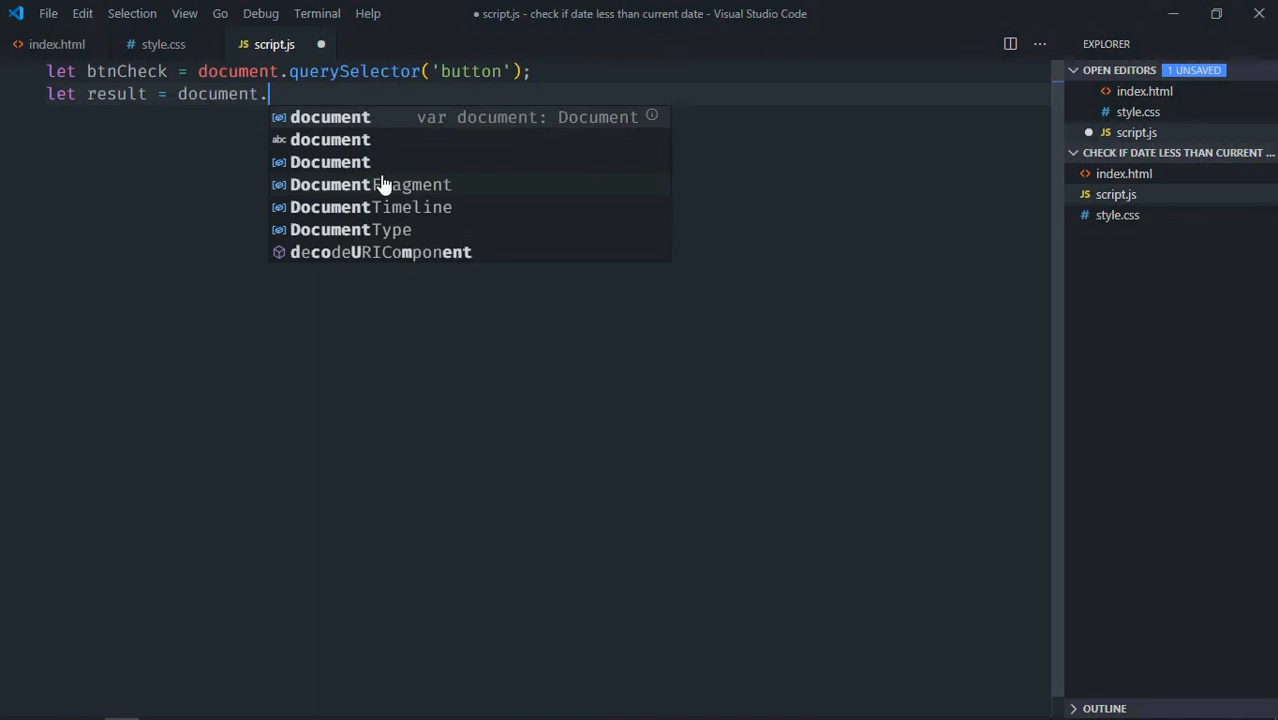 File Edit Selection View Go Debug Terminal Help
● script.js - check if date less than current date - Visual Studio Code
<> index.html # style.css JS script.js ●
EXPLORER
let btnCheck = document.querySelector('button');
let result = document.
document var document: Document
document
Document
DocumentFragment
DocumentTimeline
DocumentType
decodeURIComponent
OPEN EDITORS 1 UNSAVED
<> index.html
# style.css
● JS script.js
CHECK IF DATE LESS THAN CURRENT ...
<> index.html
JS script.js
# style.css
OUTLINE